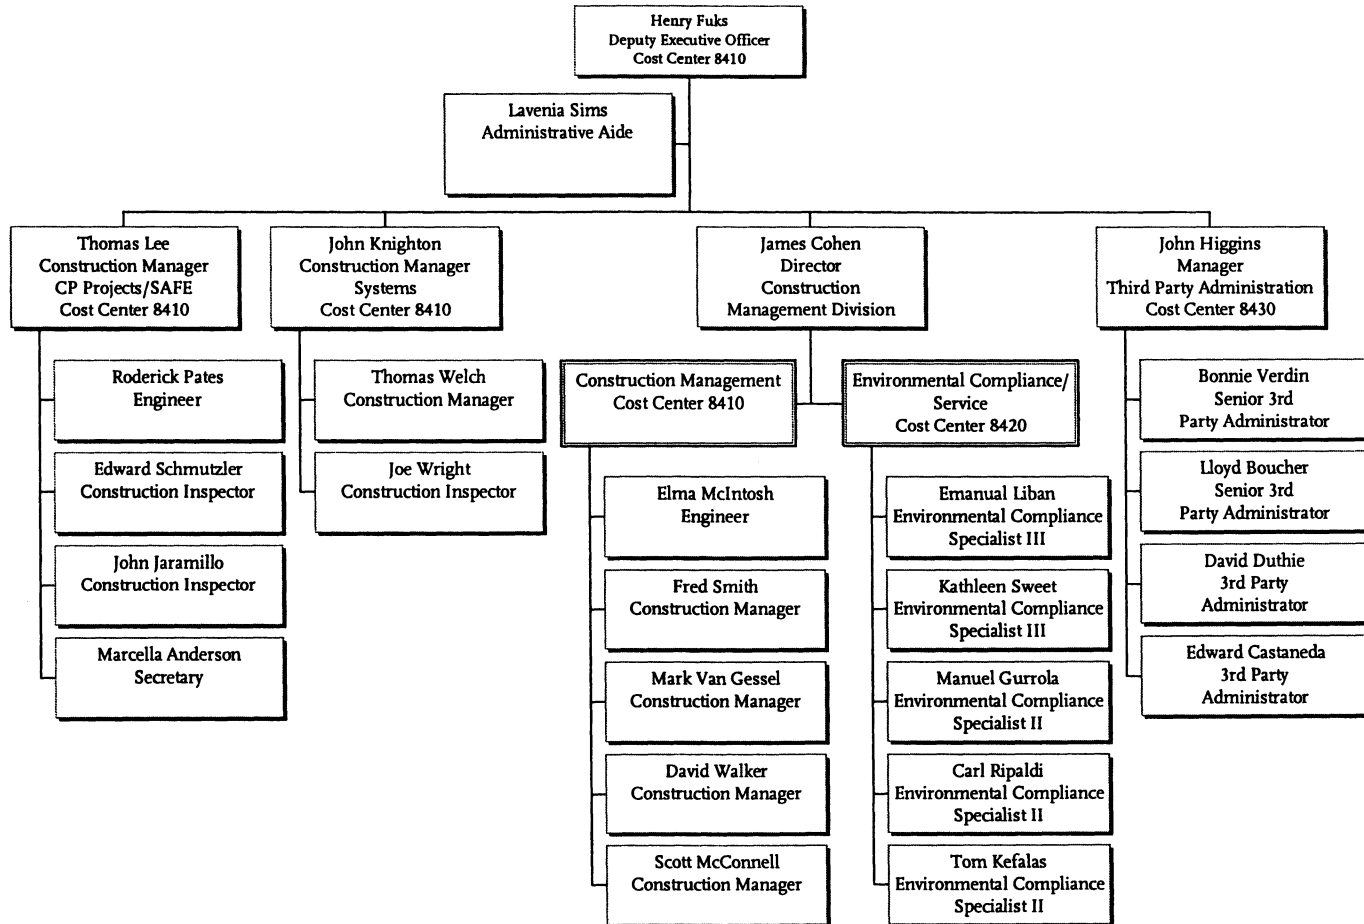 Henry Fuks
Deputy Executive Officer
Cost Center 8410
Lavenia Sims
Administrative Aide
Thomas Lee
Construction Manager
CP Projects/SAFE
Cost Center 8410
John Knighton
Construction Manager
Systems
Cost Center 8410
James Cohen
Director
Construction
Management Division
John Higgins
Manager
Third Party Administration
Cost Center 8430
Roderick Pates
Engineer
Edward Schmutzler
Construction Inspector
John Jaramillo
Construction Inspector
Marcella Anderson
Secretary
Thomas Welch
Construction Manager
Joe Wright
Construction Inspector
Construction Management
Cost Center 8410
Elma McIntosh
Engineer
Fred Smith
Construction Manager
Mark Van Gessel
Construction Manager
David Walker
Construction Manager
Scott McConnell
Construction Manager
Environmental Compliance/
Service
Cost Center 8420
Emanual Liban
Environmental Compliance
Specialist III
Kathleen Sweet
Environmental Compliance
Specialist III
Manuel Gurrola
Environmental Compliance
Specialist II
Carl Ripaldi
Environmental Compliance
Specialist II
Tom Kefalas
Environmental Compliance
Specialist II
Bonnie Verdin
Senior 3rd
Party Administrator
Lloyd Boucher
Senior 3rd
Party Administrator
David Duthie
3rd Party
Administrator
Edward Castaneda
3rd Party
Administrator